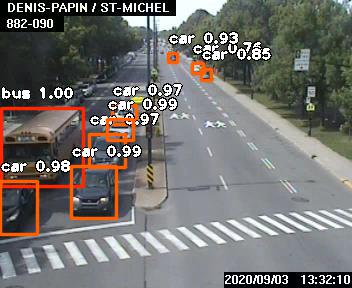 DENIS-PAPIN / ST-MICHEL
882-090
car 0.93
car 0.76
car 0.85
car 0.97
bus 1.00
car 0.99
car 0.97
car 0.99
car 0.98
2020/09/03 13:32:10